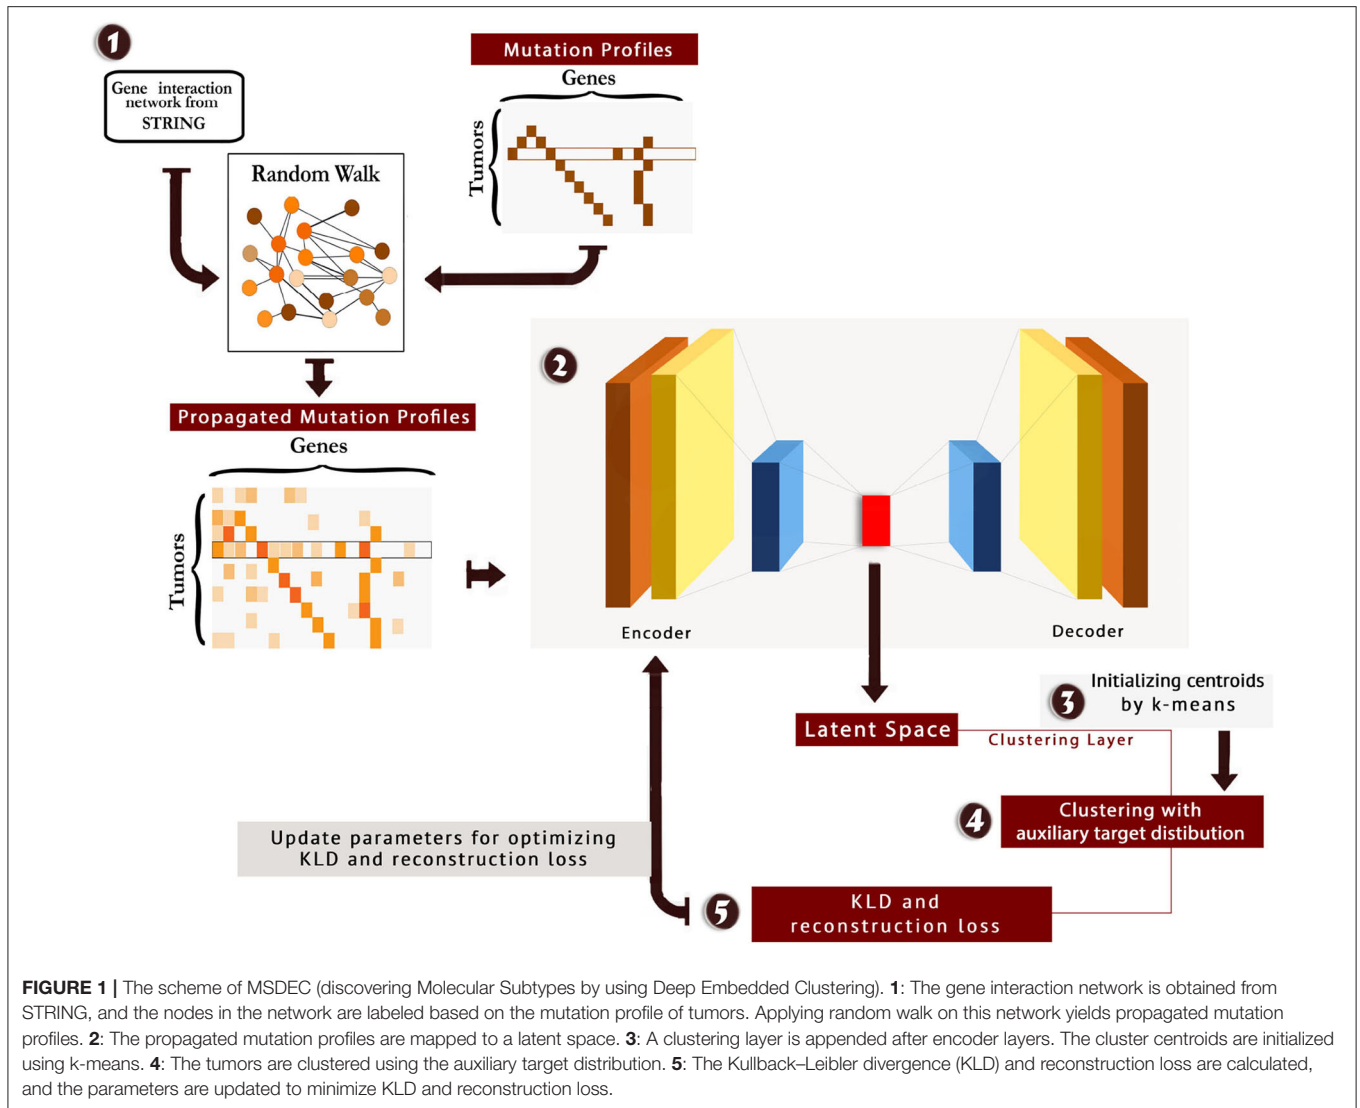 1
Gene interaction
network from
STRING
Mutation Profiles
Genes
Tumors
Random Walk
Propagated Mutation Profiles
Genes
Tumors
2
Encoder
Decoder
3
Initializing centroids
by k-means
Latent Space
Clustering Layer
4
Clustering with
auxiliary target distibution
Update parameters for optimizing
KLD and reconstruction loss
5
KLD and
reconstruction loss
FIGURE 1 | The scheme of MSDEC (discovering Molecular Subtypes by using Deep Embedded Clustering). 1: The gene interaction network is obtained from
STRING, and the nodes in the network are labeled based on the mutation profile of tumors. Applying random walk on this network yields propagated mutation
profiles. 2: The propagated mutation profiles are mapped to a latent space. 3: A clustering layer is appended after encoder layers. The cluster centroids are initialized
using k-means. 4: The tumors are clustered using the auxiliary target distribution. 5: The Kullback–Leibler divergence (KLD) and reconstruction loss are calculated,
and the parameters are updated to minimize KLD and reconstruction loss.